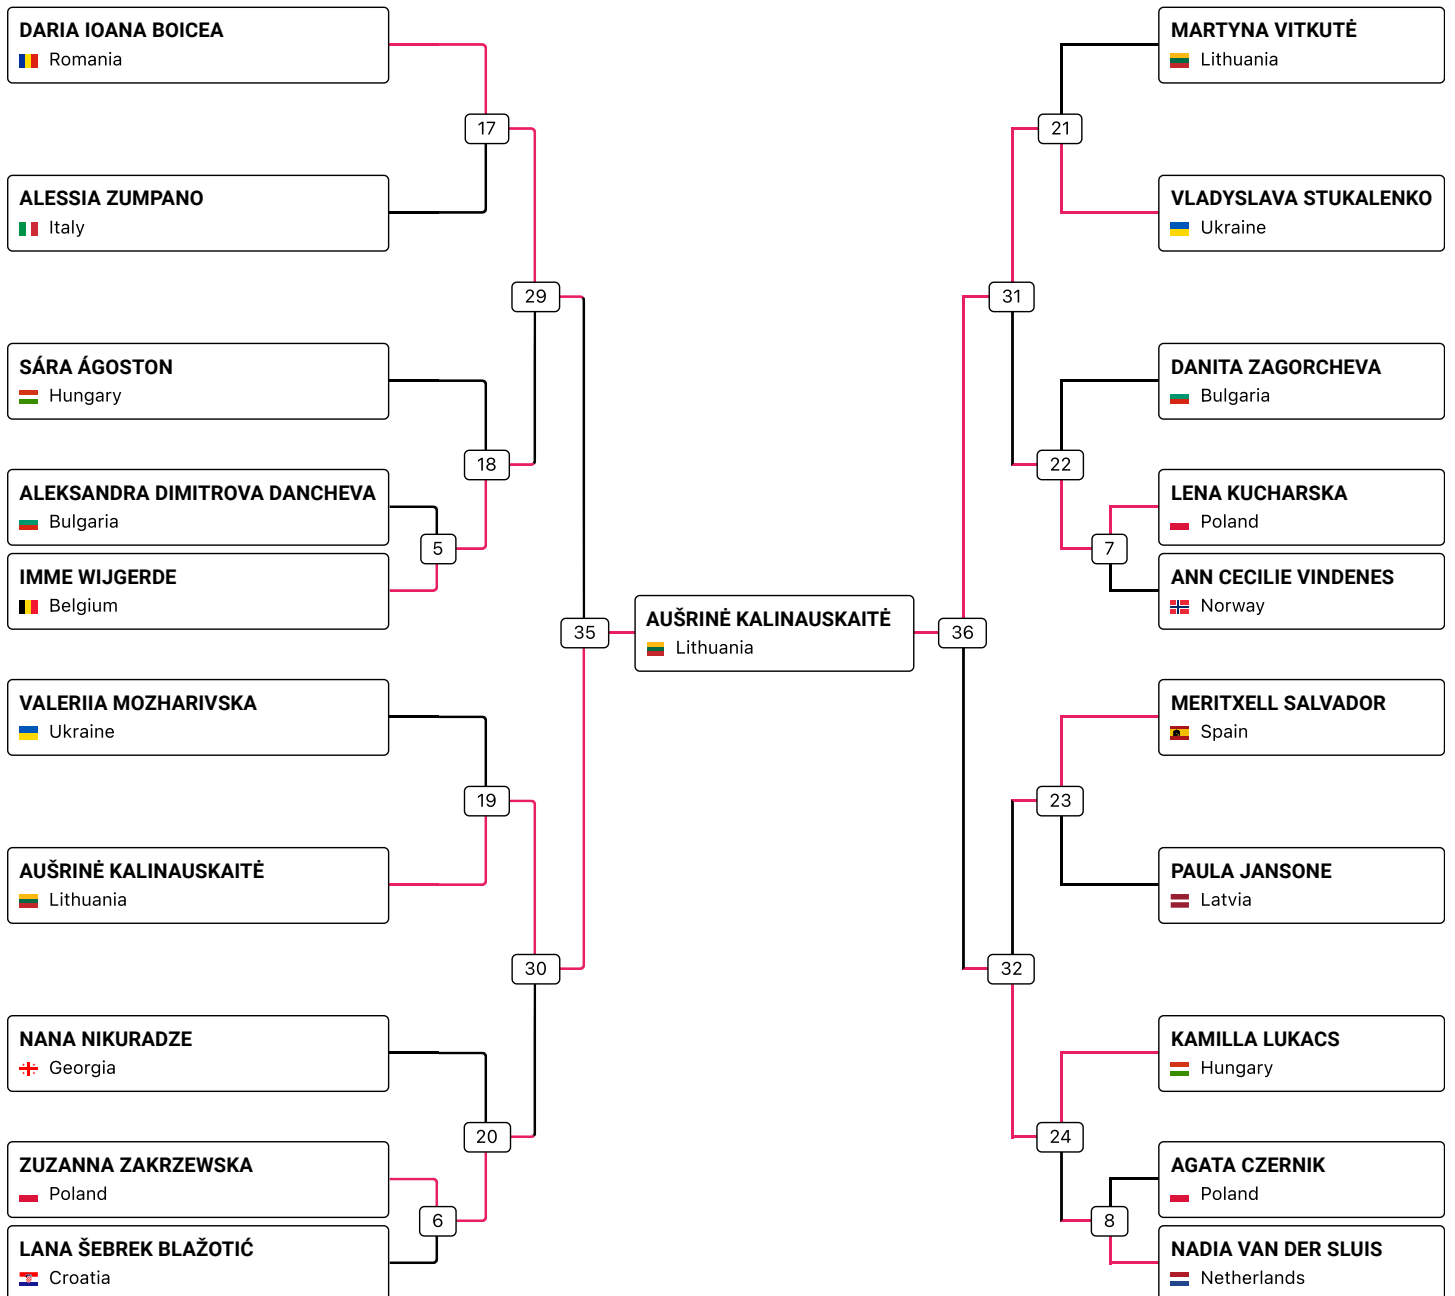 DARIA IOANA BOICEA
Romania
17
ALESSIA ZUMPANO
Italy
29
SÁRA ÁGOSTON
Hungary
18
ALEKSANDRA DIMITROVA DANCHEVA
Bulgaria
5
IMME WIJGERDE
Belgium
35
VALERIIA MOZHARIVSKA
Ukraine
19
AUŠRINĖ KALINAUSKAITĖ
Lithuania
30
NANA NIKURADZE
Georgia
20
ZUZANNA ZAKRZEWSKA
Poland
6
LANA ŠEBREK BLAŽOTIĆ
Croatia
AUŠRINĖ KALINAUSKAITĖ
Lithuania
MARTYNA VITKUTĖ
Lithuania
21
VLADYSLAVA STUKALENKO
Ukraine
31
DANITA ZAGORCHEVA
Bulgaria
22
LENA KUCHARSKA
Poland
7
ANN CECILIE VINDENES
Norway
36
MERITXELL SALVADOR
Spain
23
PAULA JANSONE
Latvia
32
KAMILLA LUKACS
Hungary
24
AGATA CZERNIK
Poland
8
NADIA VAN DER SLUIS
Netherlands